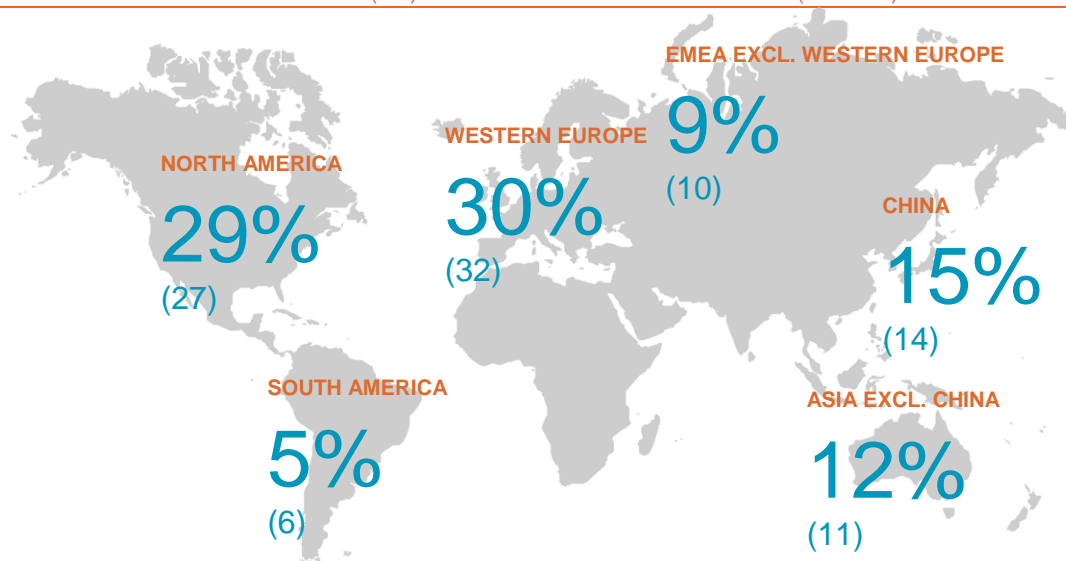 EMEA EXCL. WESTERN EUROPE
9%
(10)
WESTERN EUROPE
30%
(32)
NORTH AMERICA
29%
(27)
CHINA
15%
(14)
SOUTH AMERICA
5%
(6)
ASIA EXCL. CHINA
12%
(11)